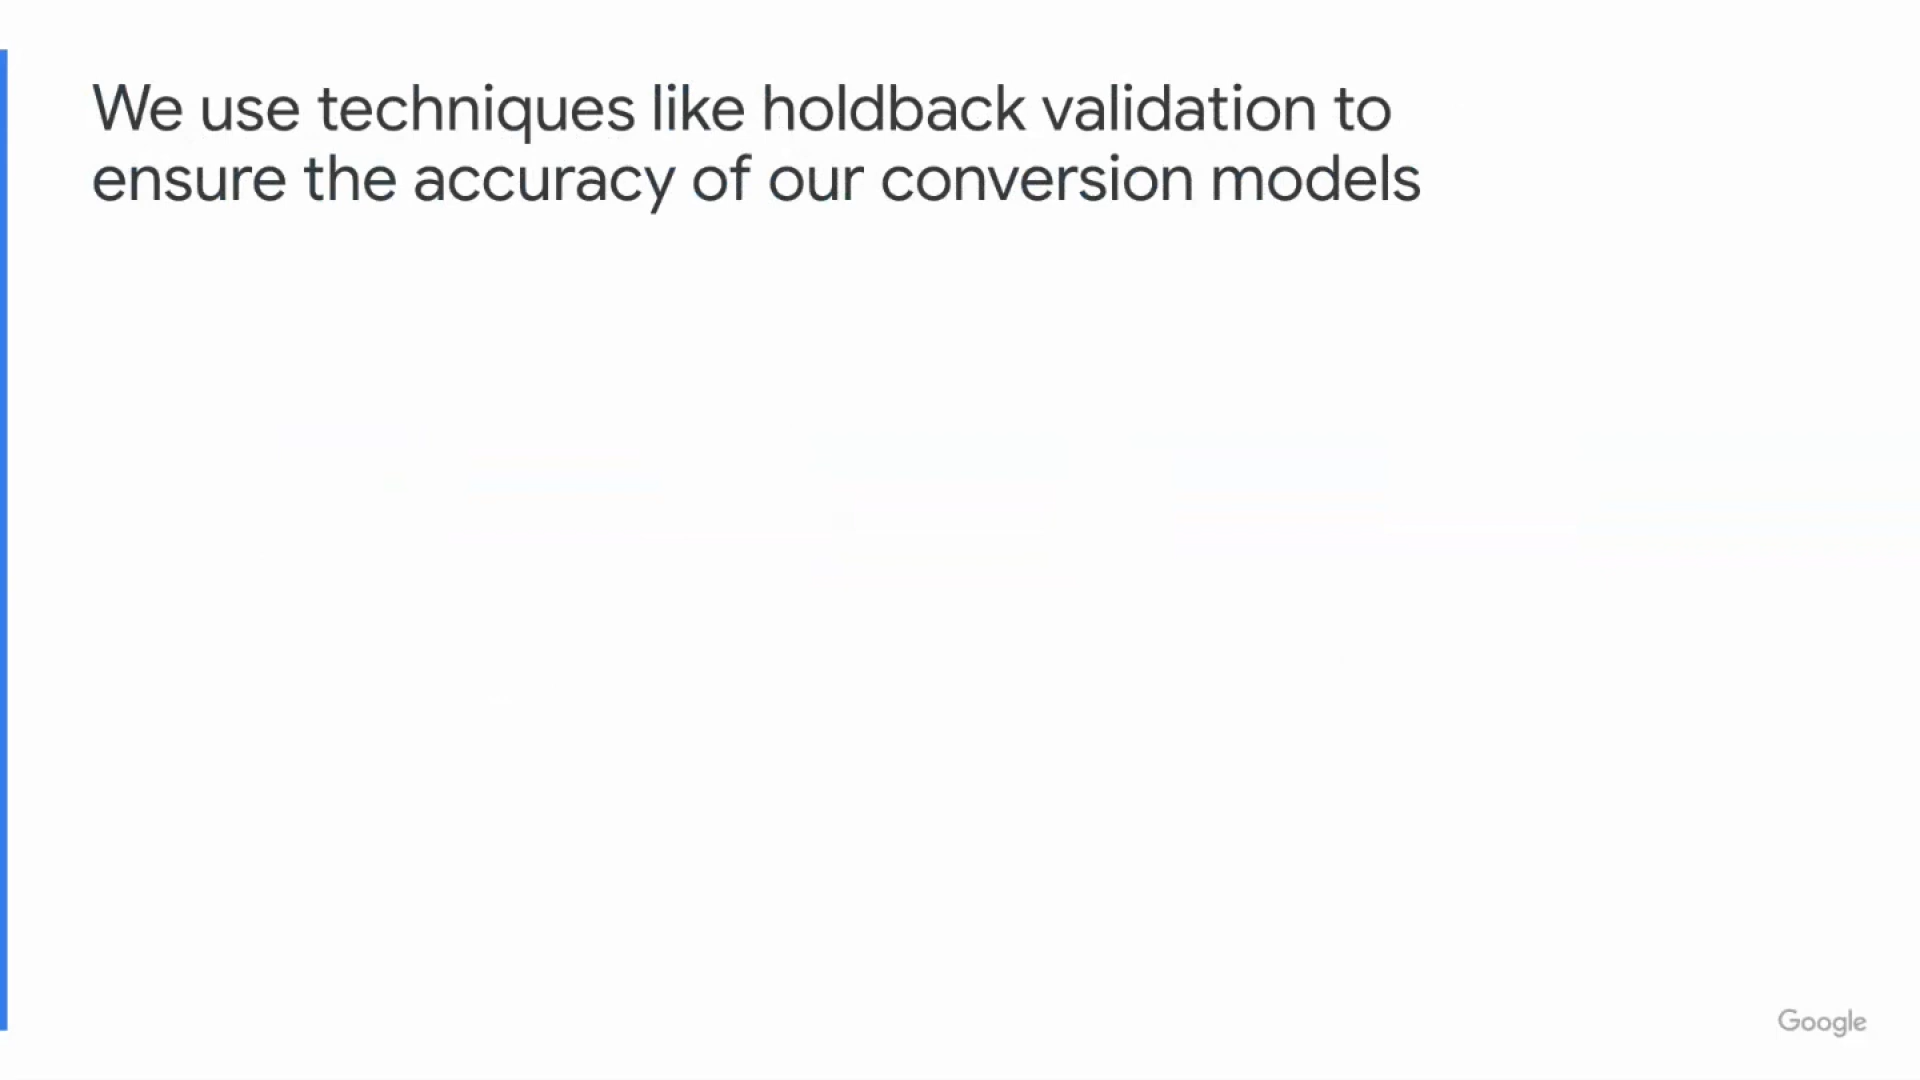 We use techniques like holdback validation to
ensure the accuracy of our conversion models
Google